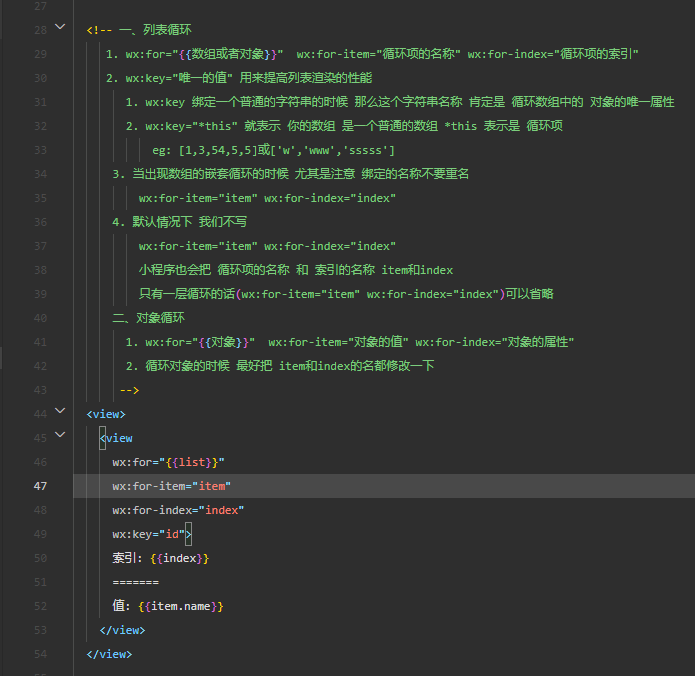 27
28 <!-- 一、列表循环
29 1. wx:for="{{数组或者对象}}" wx:for-item="循环项的名称" wx:for-index="循环项的索引"
30 2. wx:key="唯一的值" 用来提高列表渲染的性能
31 1. wx:key 绑定一个普通的字符串的时候 那么这个字符串名称 肯定是 循环数组中的 对象的唯一属性
32 2. wx:key="*this" 就表示 你的数组 是一个普通的数组 *this 表示是 循环项
33 eg: [1,3,54,5,5]或['w','www','sssss']
34 3. 当出现数组的嵌套循环的时候 尤其是注意 绑定的名称不要重名
35 wx:for-item="item" wx:for-index="index"
36 4. 默认情况下 我们不写
37 wx:for-item="item" wx:for-index="index"
38 小程序也会把 循环项的名称 和 索引的名称 item和index
39 只有一层循环的话(wx:for-item="item" wx:for-index="index")可以省略
40 二、对象循环
41 1. wx:for="{{对象}}" wx:for-item="对象的值" wx:for-index="对象的属性"
42 2. 循环对象的时候 最好把 item和index的名都修改一下
43 -->
44 <view>
45 <view
46 wx:for="{{list}}"
47 wx:for-item="item"
48 wx:for-index="index"
49 wx:key="id">
50 索引: {{index}}
51 =======
52 值: {{item.name}}
53 </view>
54 </view>